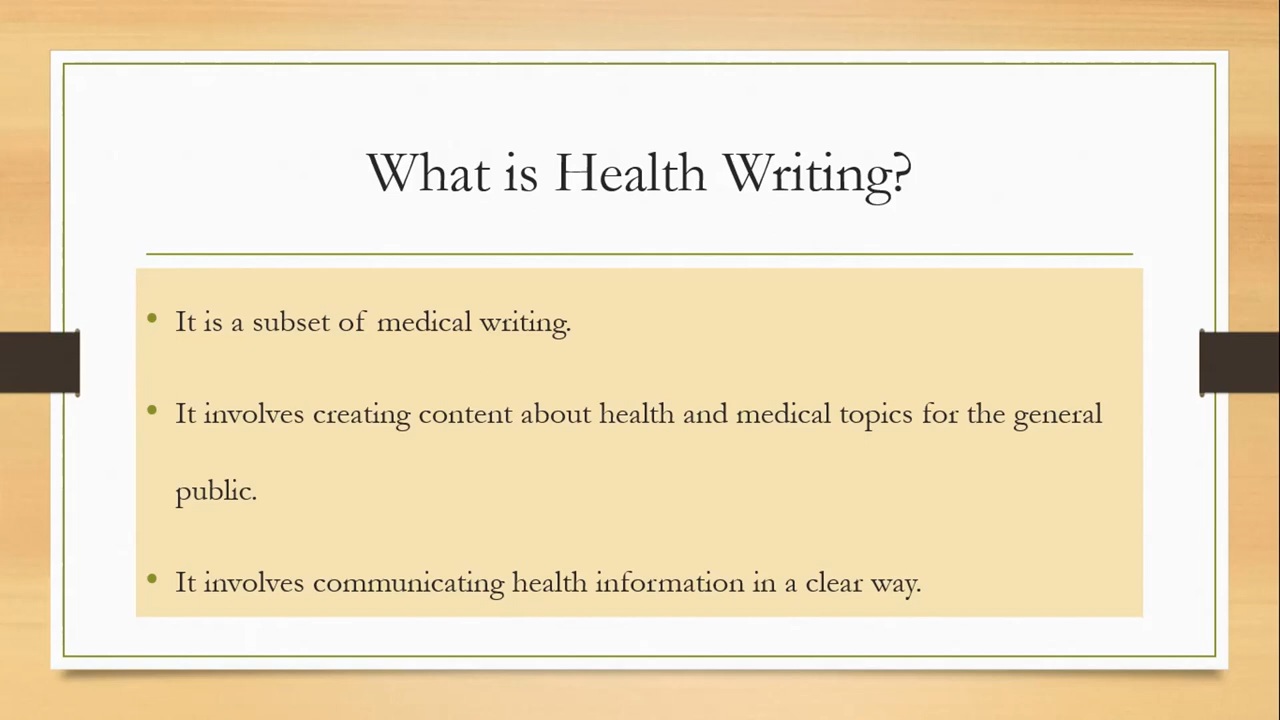 What is Health Writing?
• It is a subset of medical writing.
• It involves creating content about health and medical topics for the general
public.
• It involves communicating health information in a clear way.